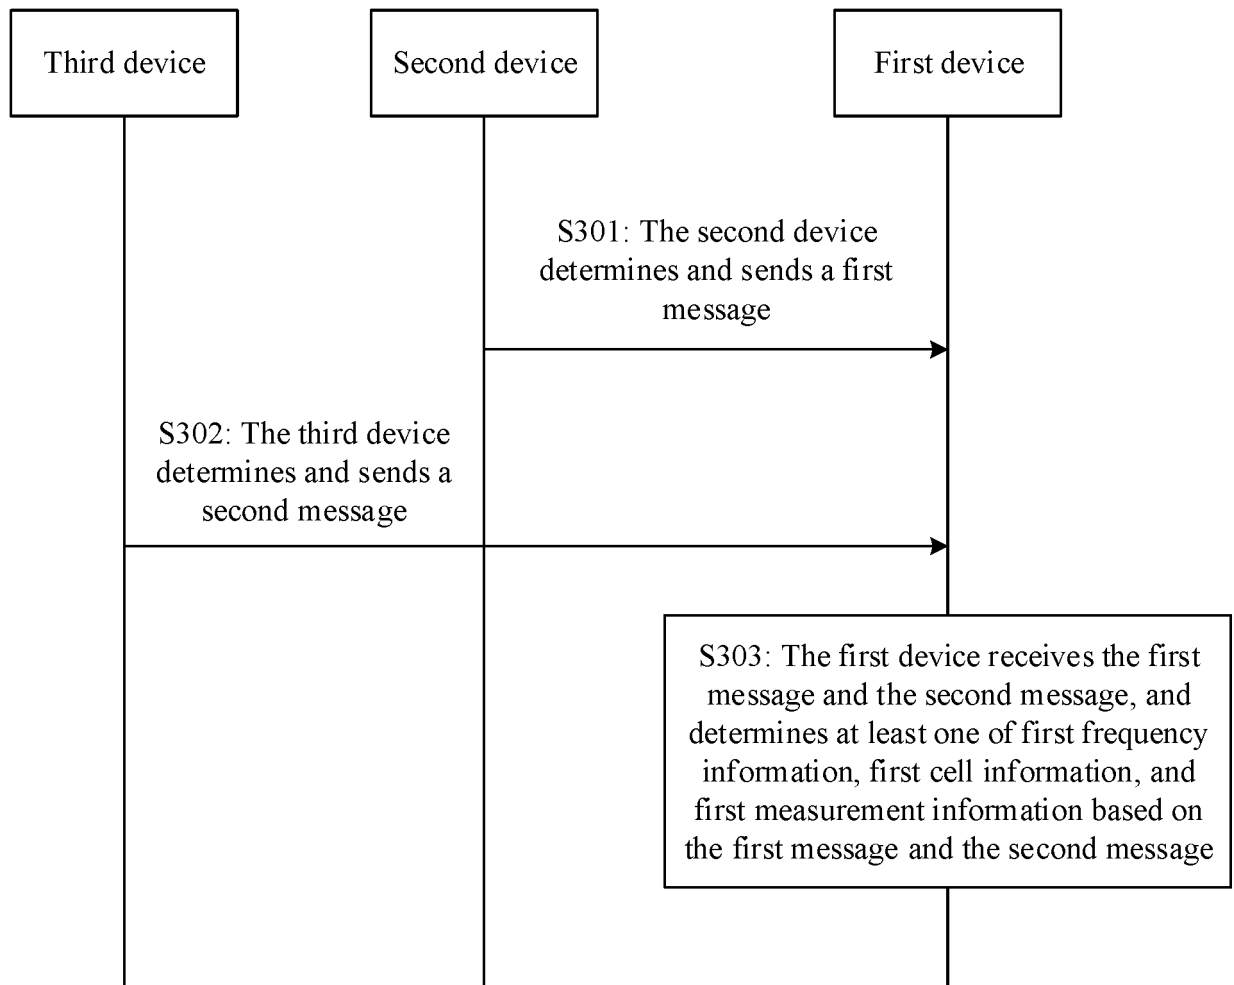 Third device
Second device
First device
S301: The second device
determines and sends a first
message
S302: The third device
determines and sends a
second message
S303: The first device receives the first
message and the second message, and
determines at least one of first frequency
information, first cell information, and
first measurement information based on
the first message and the second message